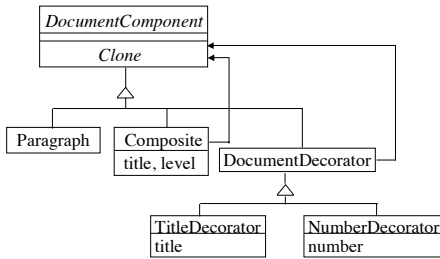 DocumentComponent
Clone
Paragraph
Composite
title, level
DocumentDecorator
TitleDecorator
title
NumberDecorator
number